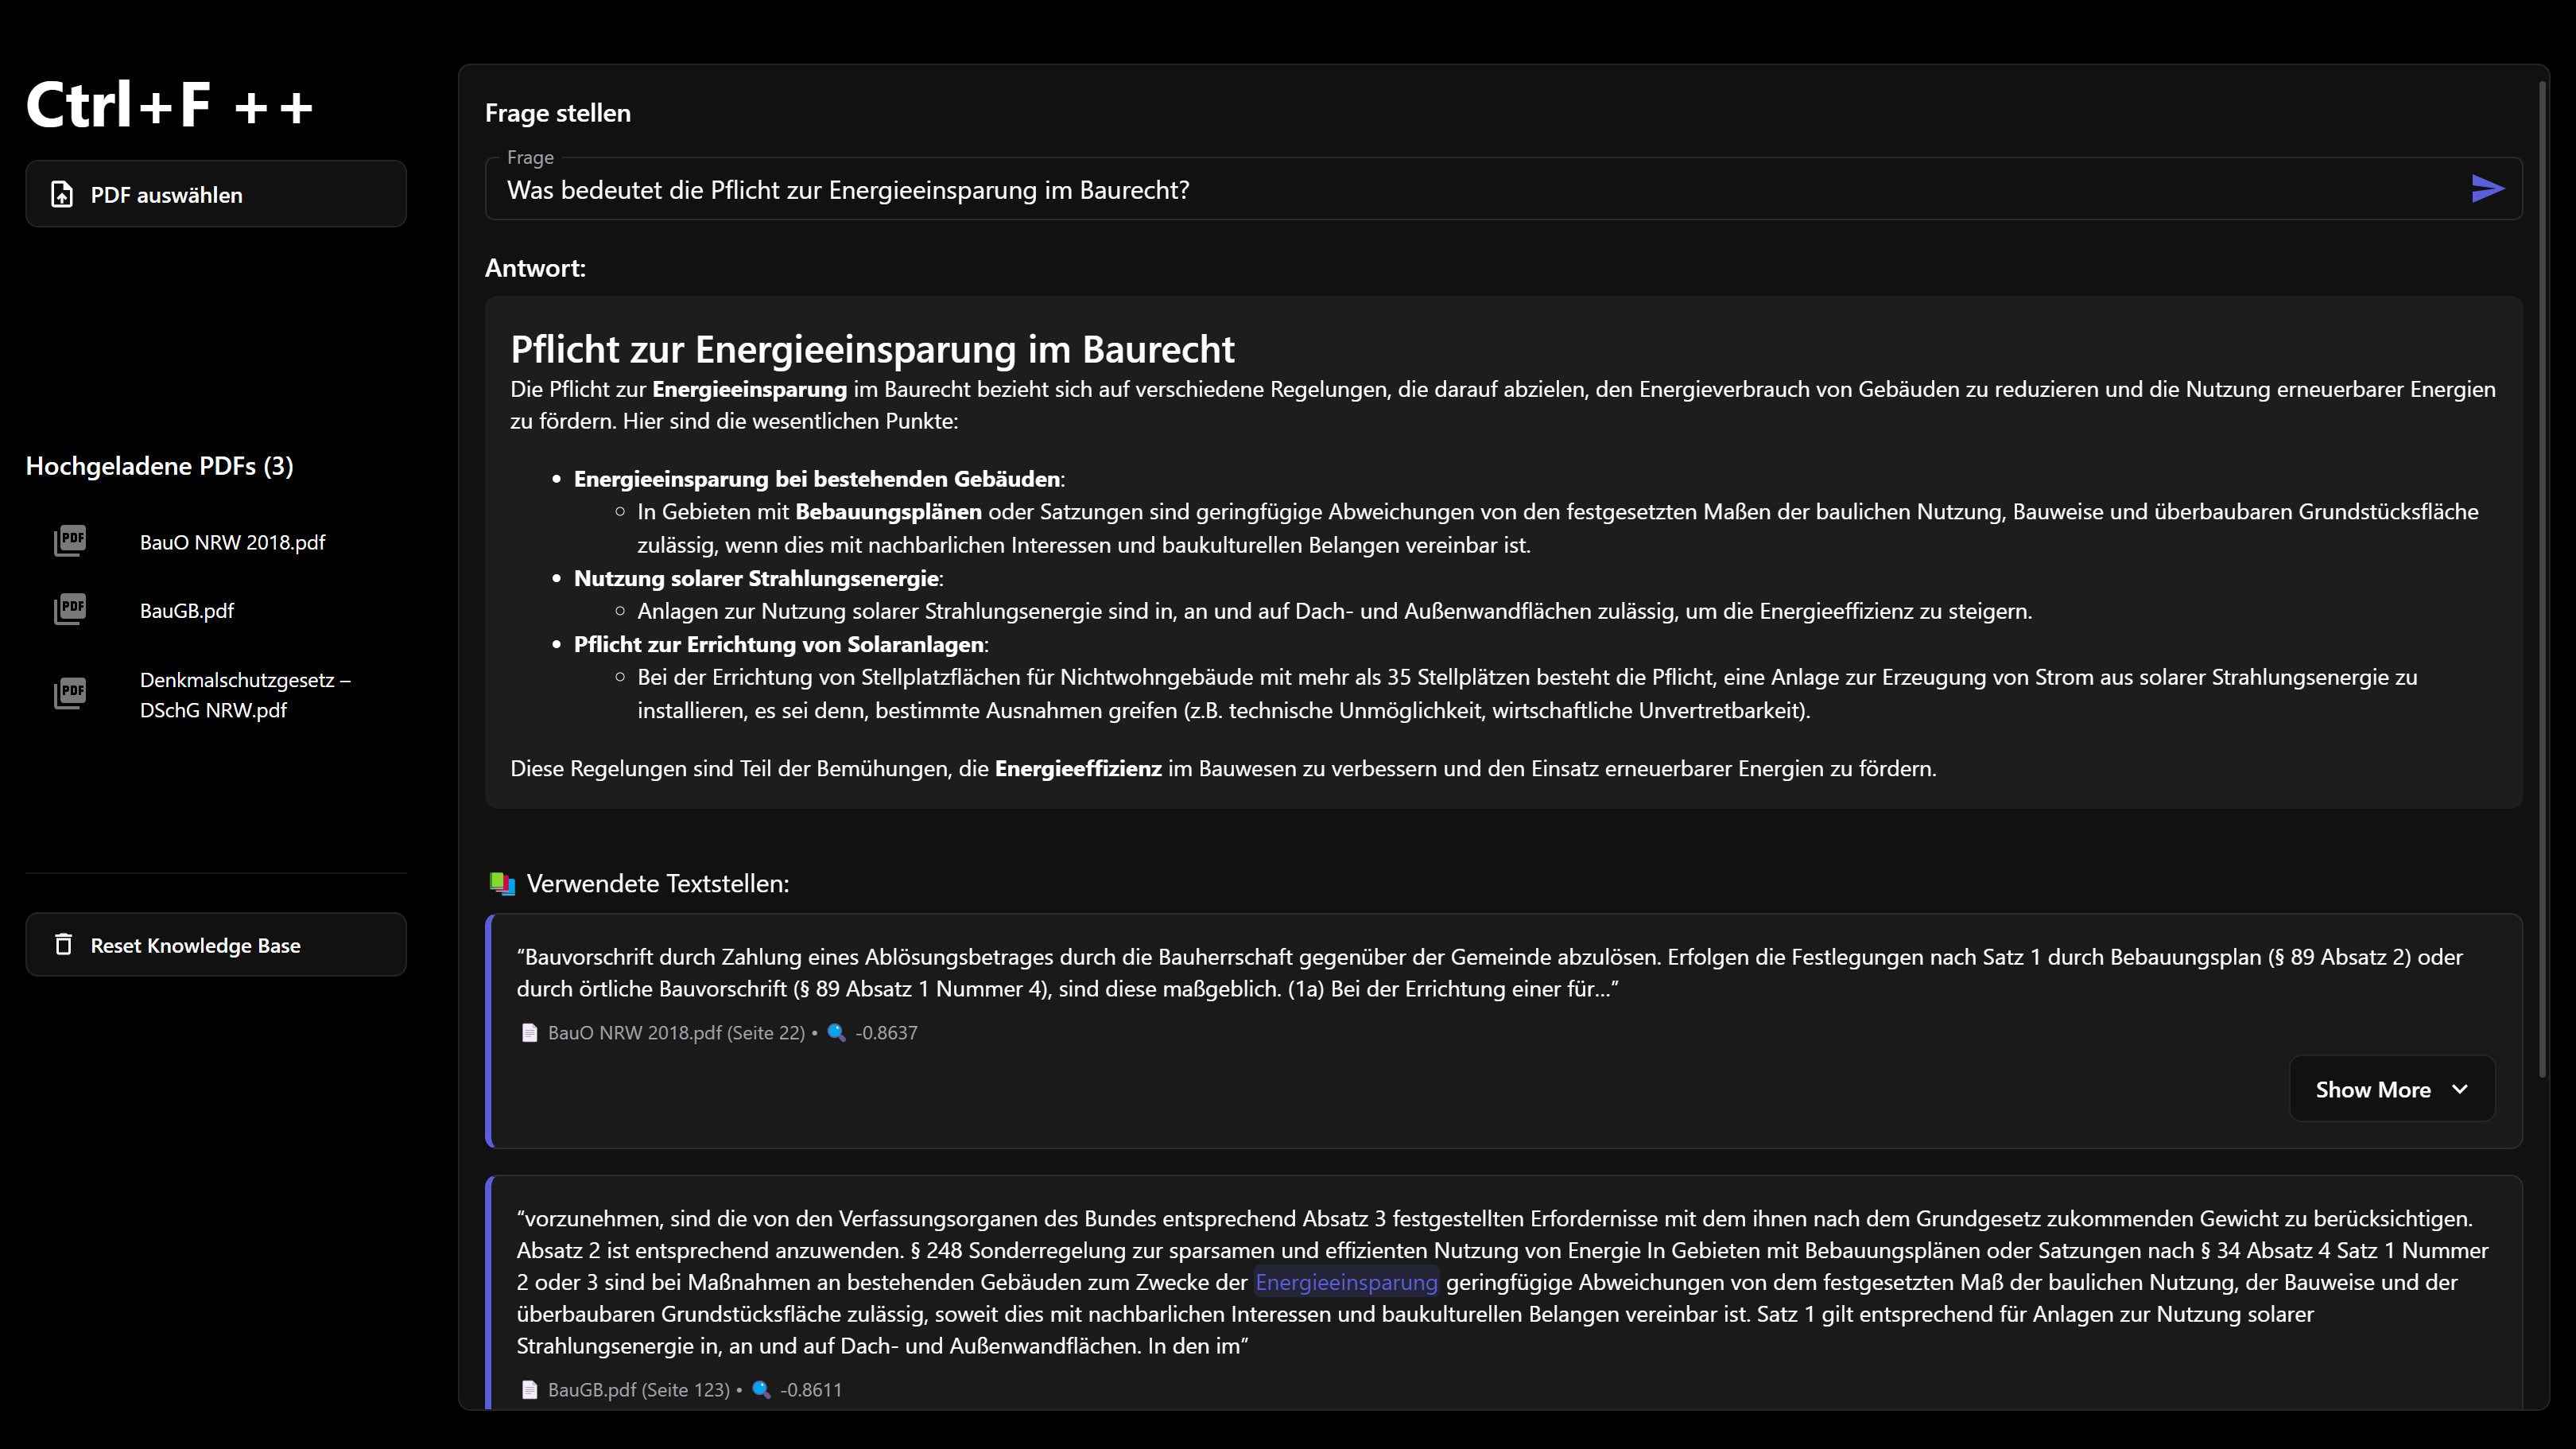 Ctrl+F ++
PDF auswählen
Hochgeladene PDFs (3)
PDF
BauO NRW 2018.pdf
PDF
BauGB.pdf
PDF
Denkmalschutzgesetz –
DSchG NRW.pdf
Reset Knowledge Base
Frage stellen
Frage
Was bedeutet die Pflicht zur Energieeinsparung im Baurecht?
Antwort:
Pflicht zur Energieeinsparung im Baurecht
Die Pflicht zur Energieeinsparung im Baurecht bezieht sich auf verschiedene Regelungen, die darauf abzielen, den Energieverbrauch von Gebäuden zu reduzieren und die Nutzung erneuerbarer Energien
zu fördern. Hier sind die wesentlichen Punkte:
• Energieeinsparung bei bestehenden Gebäuden:
◦ In Gebieten mit Bebauungsplänen oder Satzungen sind geringfügige Abweichungen von den festgesetzten Maßen der baulichen Nutzung, Bauweise und überbaubaren Grundstücksfläche
zulässig, wenn dies mit nachbarlichen Interessen und baukulturellen Belangen vereinbar ist.
• Nutzung solarer Strahlungsenergie:
◦ Anlagen zur Nutzung solarer Strahlungsenergie sind in, an und auf Dach- und Außenwandflächen zulässig, um die Energieeffizienz zu steigern.
• Pflicht zur Errichtung von Solaranlagen:
◦ Bei der Errichtung von Stellplatzflächen für Nichtwohngebäude mit mehr als 35 Stellplätzen besteht die Pflicht, eine Anlage zur Erzeugung von Strom aus solarer Strahlungsenergie zu
installieren, es sei denn, bestimmte Ausnahmen greifen (z.B. technische Unmöglichkeit, wirtschaftliche Unvertretbarkeit).
Diese Regelungen sind Teil der Bemühungen, die Energieeffizienz im Bauwesen zu verbessern und den Einsatz erneuerbarer Energien zu fördern.
Verwendete Textstellen:
“Bauvorschrift durch Zahlung eines Ablösungsbetrages durch die Bauherrschaft gegenüber der Gemeinde abzulösen. Erfolgen die Festlegungen nach Satz 1 durch Bebauungsplan (§ 89 Absatz 2) oder
durch örtliche Bauvorschrift (§ 89 Absatz 1 Nummer 4), sind diese maßgeblich. (1a) Bei der Errichtung einer für...”
BauO NRW 2018.pdf (Seite 22) • -0.8637
Show More
“vorzunehmen, sind die von den Verfassungsorganen des Bundes entsprechend Absatz 3 festgestellten Erfordernisse mit dem ihnen nach dem Grundgesetz zukommenden Gewicht zu berücksichtigen.
Absatz 2 ist entsprechend anzuwenden. § 248 Sonderregelung zur sparsamen und effizienten Nutzung von Energie In Gebieten mit Bebauungsplänen oder Satzungen nach § 34 Absatz 4 Satz 1 Nummer
2 oder 3 sind bei Maßnahmen an bestehenden Gebäuden zum Zwecke der Energieeinsparung geringfügige Abweichungen von dem festgesetzten Maß der baulichen Nutzung, der Bauweise und der
überbaubaren Grundstücksfläche zulässig, soweit dies mit nachbarlichen Interessen und baukulturellen Belangen vereinbar ist. Satz 1 gilt entsprechend für Anlagen zur Nutzung solarer
Strahlungsenergie in, an und auf Dach- und Außenwandflächen. In den im”
BauGB.pdf (Seite 123) • -0.8611